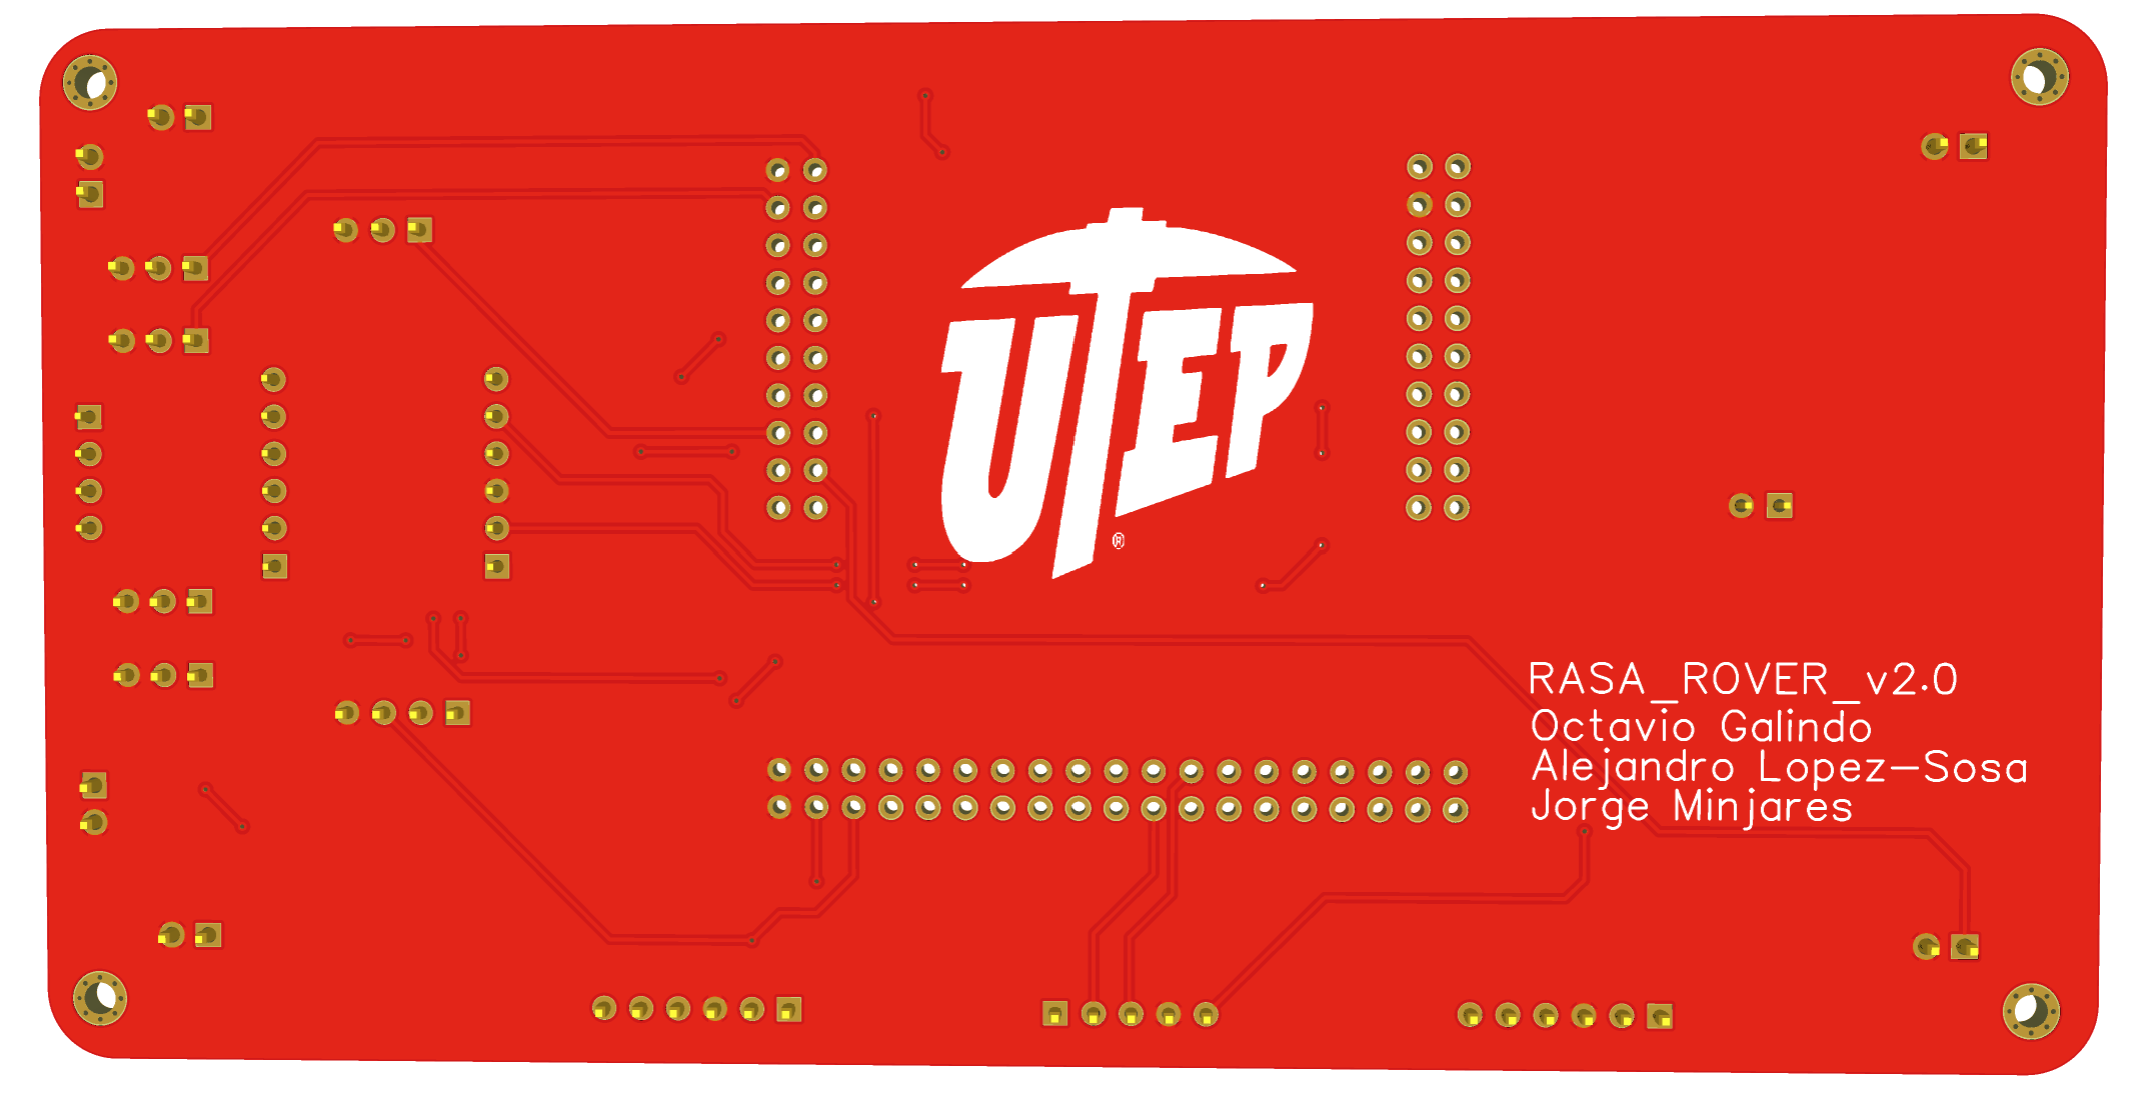 UTEP
®
RASA_ROVER_v2.0
Octavio Galindo
Alejandro Lopez-Sosa
Jorge Minjares